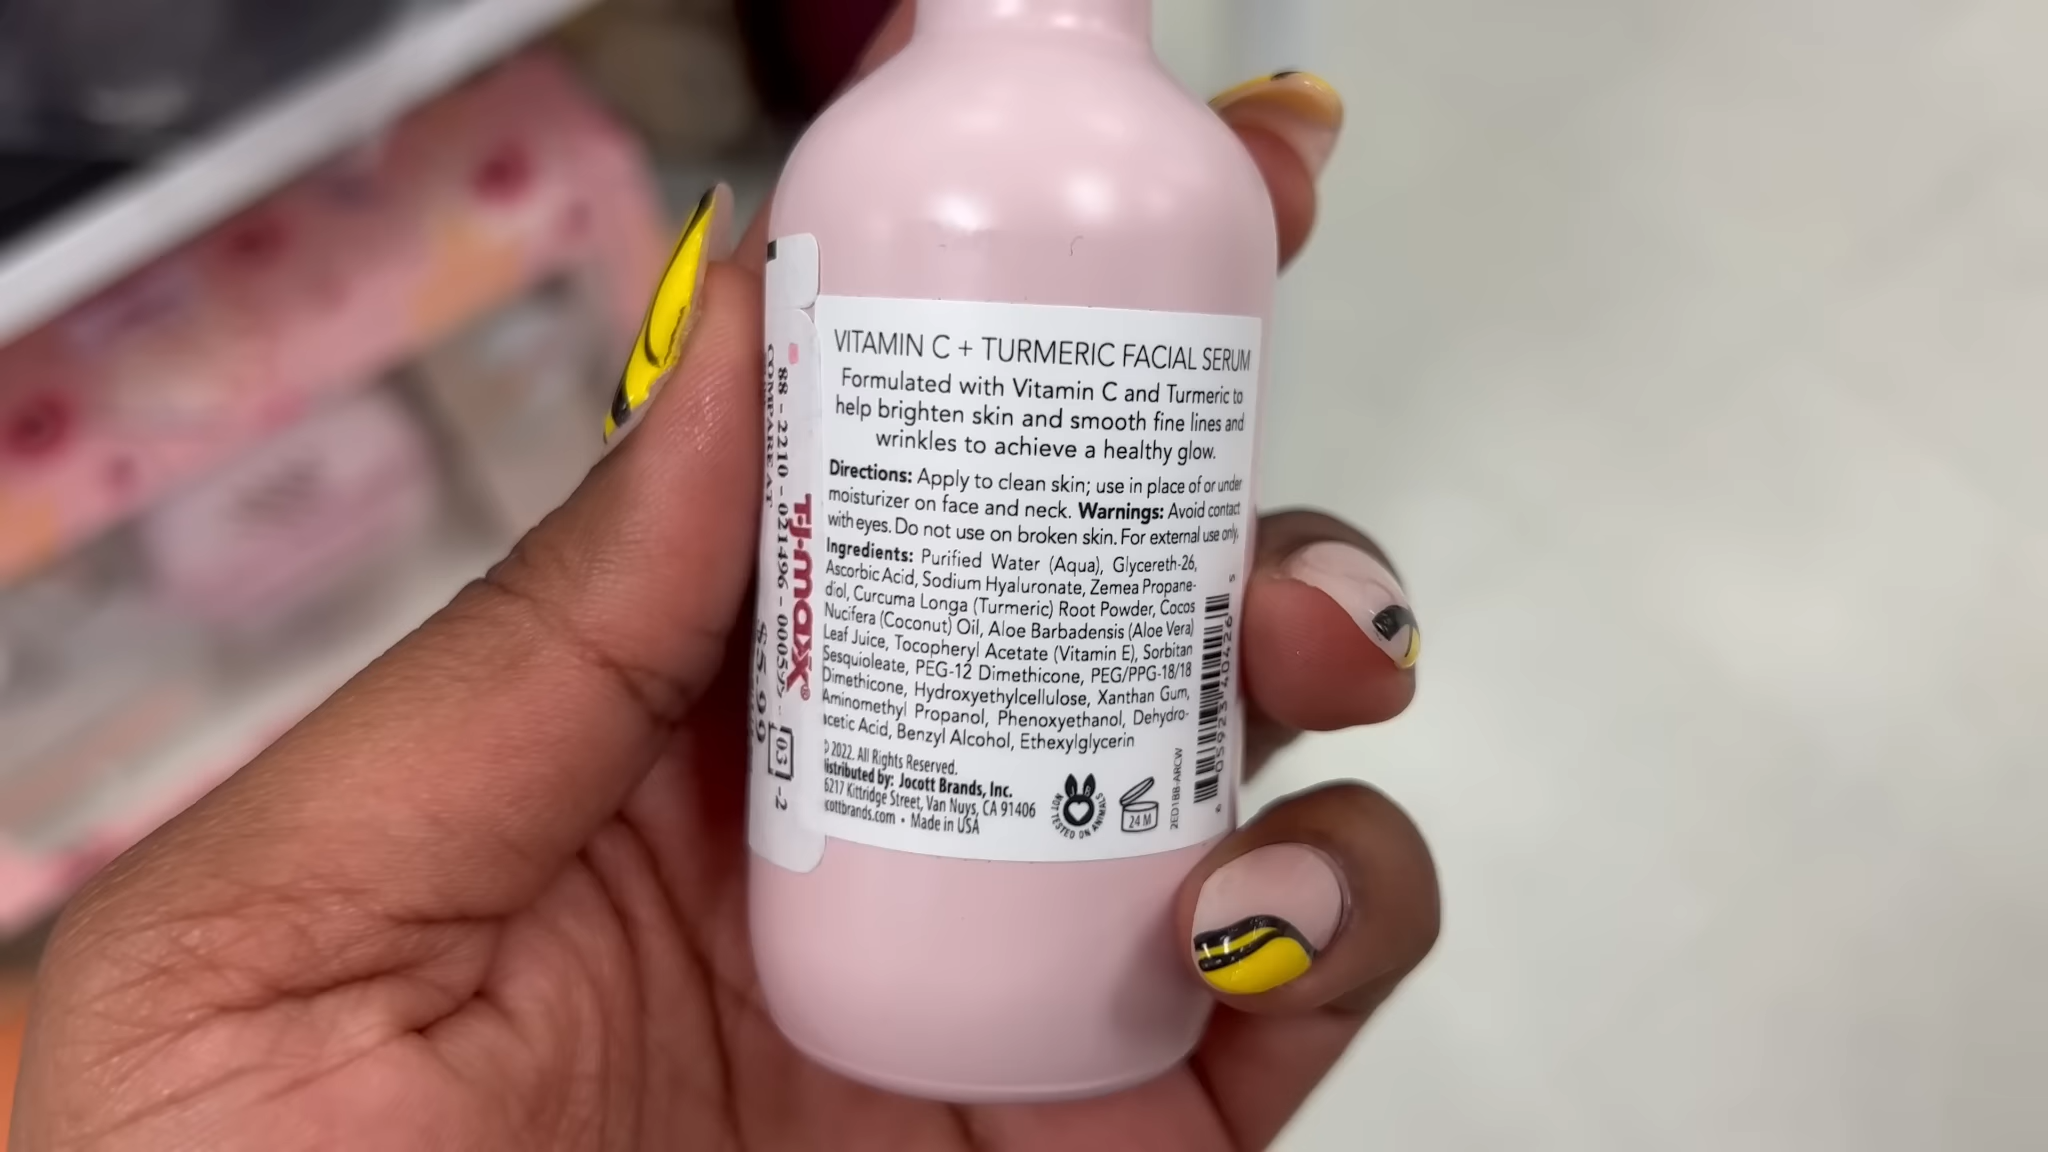 VITAMIN C + TURMERIC FACIAL SERUM
Formulated with Vitamin C and Turmeric to
help brighten skin and smooth fine lines and
wrinkles to achieve a healthy glow.
Directions: Apply to clean skin; use in place of or under
moisturizer on face and neck. Warnings: Avoid contact
with eyes. Do not use on broken skin. For external use only.
Ingredients: Purified Water (Aqua), Glycereth-26,
Ascorbic Acid, Sodium Hyaluronate, Zemea Propane-
diol, Curcuma Longa (Turmeric) Root Powder, Cocos
Nucifera (Coconut) Oil, Aloe Barbadensis (Aloe Vera)
Leaf Juice, Tocopheryl Acetate (Vitamin E), Sorbitan
Sesquioleate, PEG-12 Dimethicone, PEG/PPG-18/18
Dimethicone, Hydroxyethylcellulose, Xanthan Gum,
Aminomethyl Propanol, Phenoxyethanol, Dehydro-
acetic Acid, Benzyl Alcohol, Ethexylglycerin
2022. All Rights Reserved.
istributed by: Jocott Brands, Inc.
6217 Kittridge Street, Van Nuys, CA 91406
cottbrands.com • Made in USA
NOT TESTED ON ANIMALS
24 M
2ED1BB-ARCW
T·J·maxx®
COMPARE AT
$5.99
03 -2